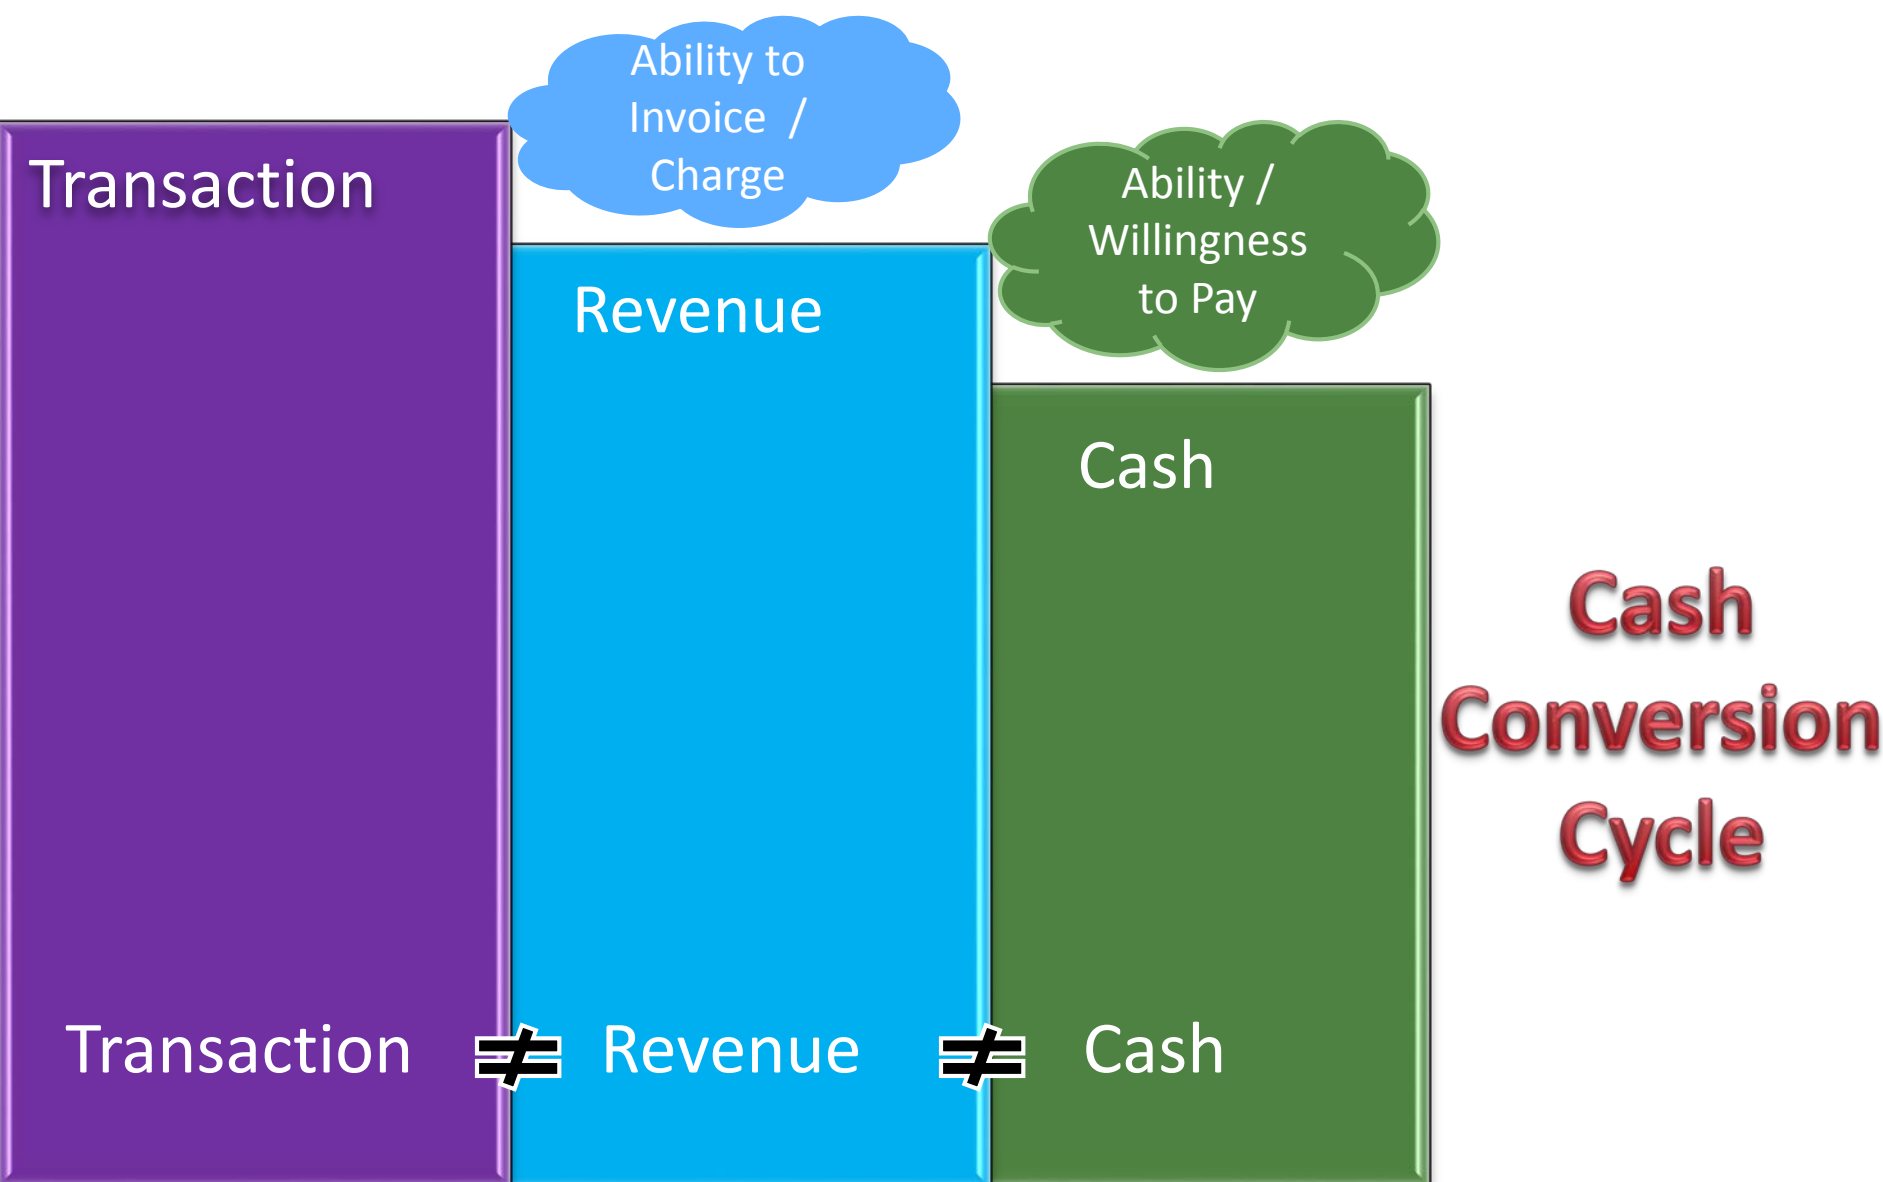 Ability to
Invoice /
Charge
Transaction
Ability /
Willingness
to Pay
Revenue
Cash
Cash
Conversion
Cycle
Transaction ≠ Revenue ≠ Cash